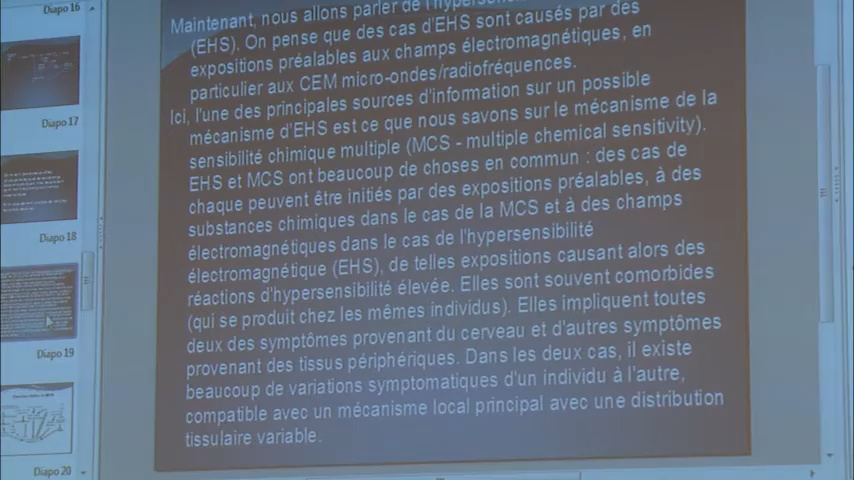 Diapo 16
Diapo 17
Diapo 18
Diapo 19
Diapo 20
Maintenant, nous allons parler de l'hypersen
(EHS). On pense que des cas d'EHS sont causés par des
expositions préalables aux champs électromagnétiques, en
particulier aux CEM micro-ondes/radiofréquences.
Ici, l'une des principales sources d'information sur un possible
mécanisme d'EHS est ce que nous savons sur le mécanisme de la
sensibilité chimique multiple (MCS - multiple chemical sensitivity).
EHS et MCS ont beaucoup de choses en commun : des cas de
chaque peuvent être initiés par des expositions préalables, à des
substances chimiques dans le cas de la MCS et à des champs
électromagnétiques dans le cas de l'hypersensibilité
électromagnétique (EHS), de telles expositions causant alors des
réactions d'hypersensibilité élevée. Elles sont souvent comorbides
(qui se produit chez les mêmes individus). Elles impliquent toutes
deux des symptômes provenant du cerveau et d'autres symptômes
provenant des tissus périphériques. Dans les deux cas, il existe
beaucoup de variations symptomatiques d'un individu à l'autre,
compatible avec un mécanisme local principal avec une distribution
tissulaire variable.